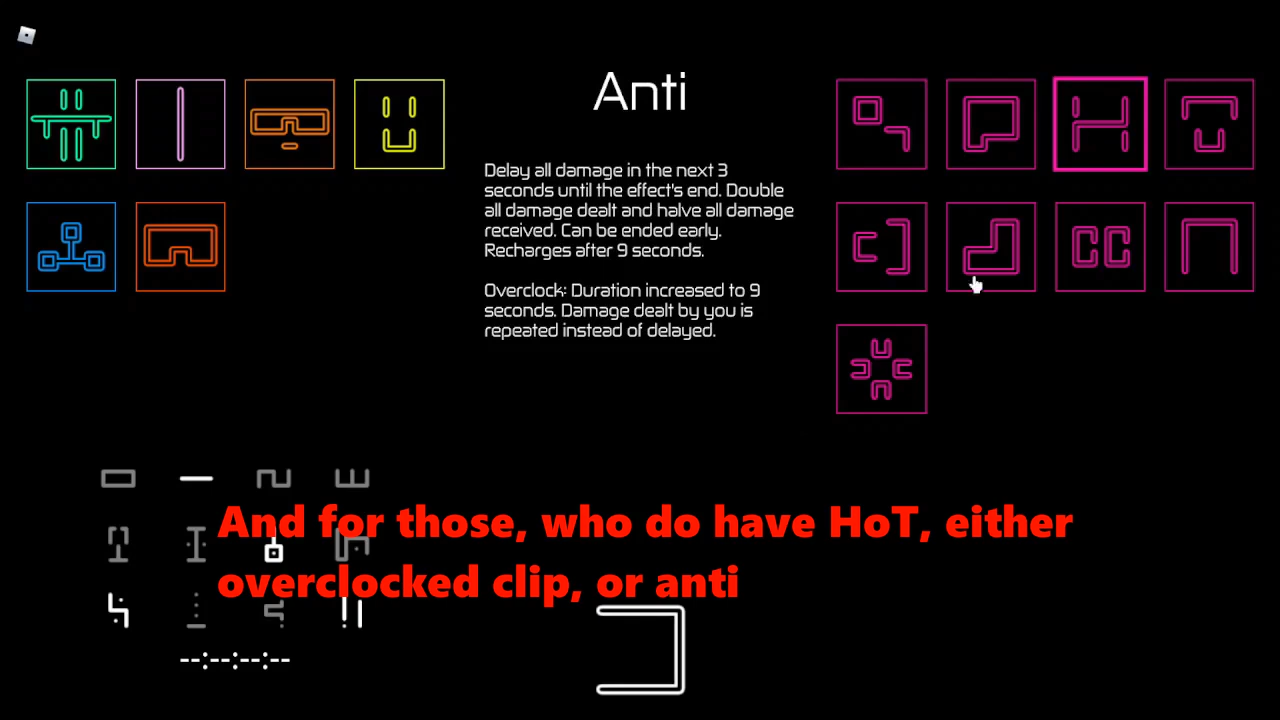 Anti
Delay all damage in the next 3
seconds until the effect's end. Double
all damage dealt and halve all damage
received. Can be ended early.
Recharges after 9 seconds.
Overclock: Duration increased to 9
seconds. Damage dealt by you is
repeated instead of delayed.
And for those, who do have HoT, either
overclocked clip, or anti
--:--:--:--